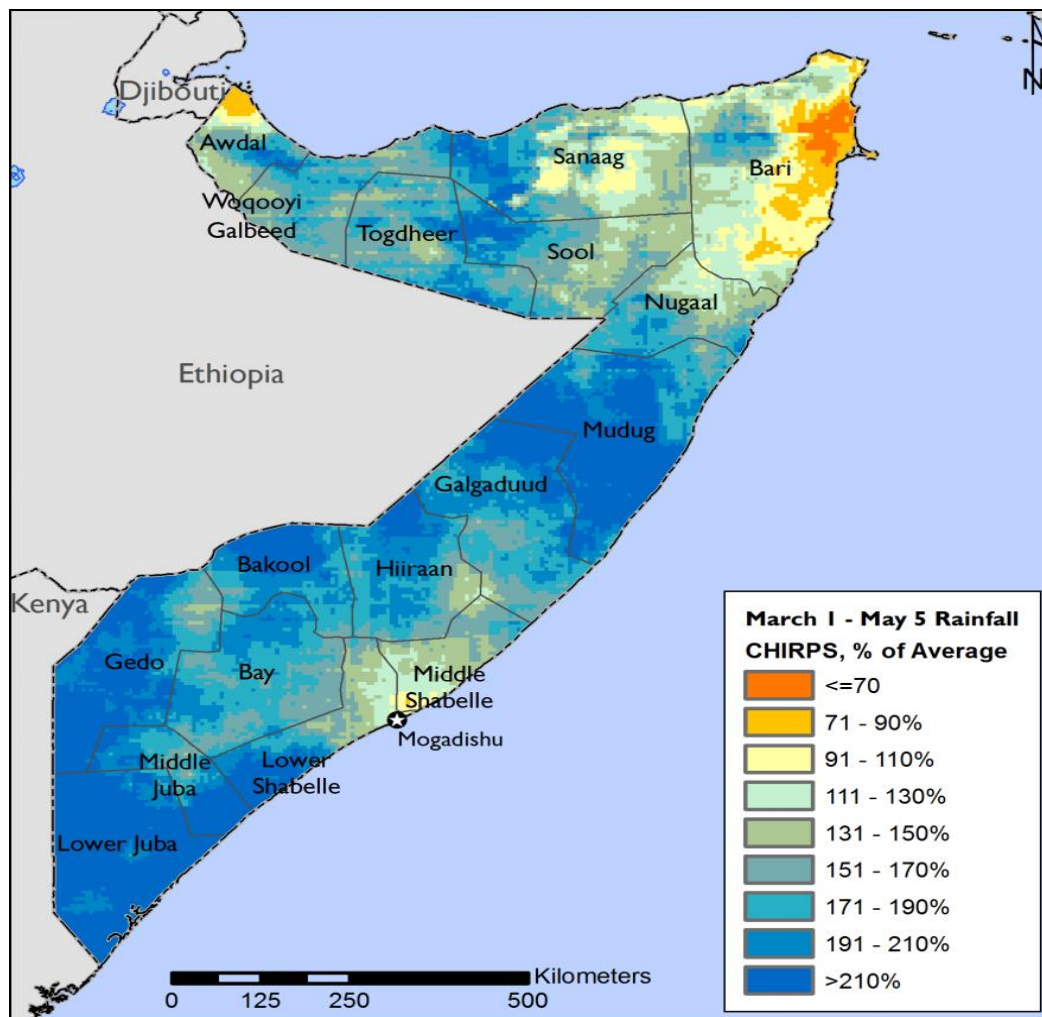 N
Djibouti
Awdal
Sanaag
Bari
Woqooyi
Galbeed
Togdheer
Sool
Nugaal
Ethiopia
Mudug
Galgaduud
Bakool
Hiiraan
Kenya
Gedo
Bay
Middle
Shabelle
Mogadishu
Middle
Juba
Lower
Shabelle
Lower Juba
March 1 - May 5 Rainfall
CHIRPS, % of Average
<=70
71 - 90%
91 - 110%
111 - 130%
131 - 150%
151 - 170%
171 - 190%
191 - 210%
>210%
Kilometers
0 125 250 500